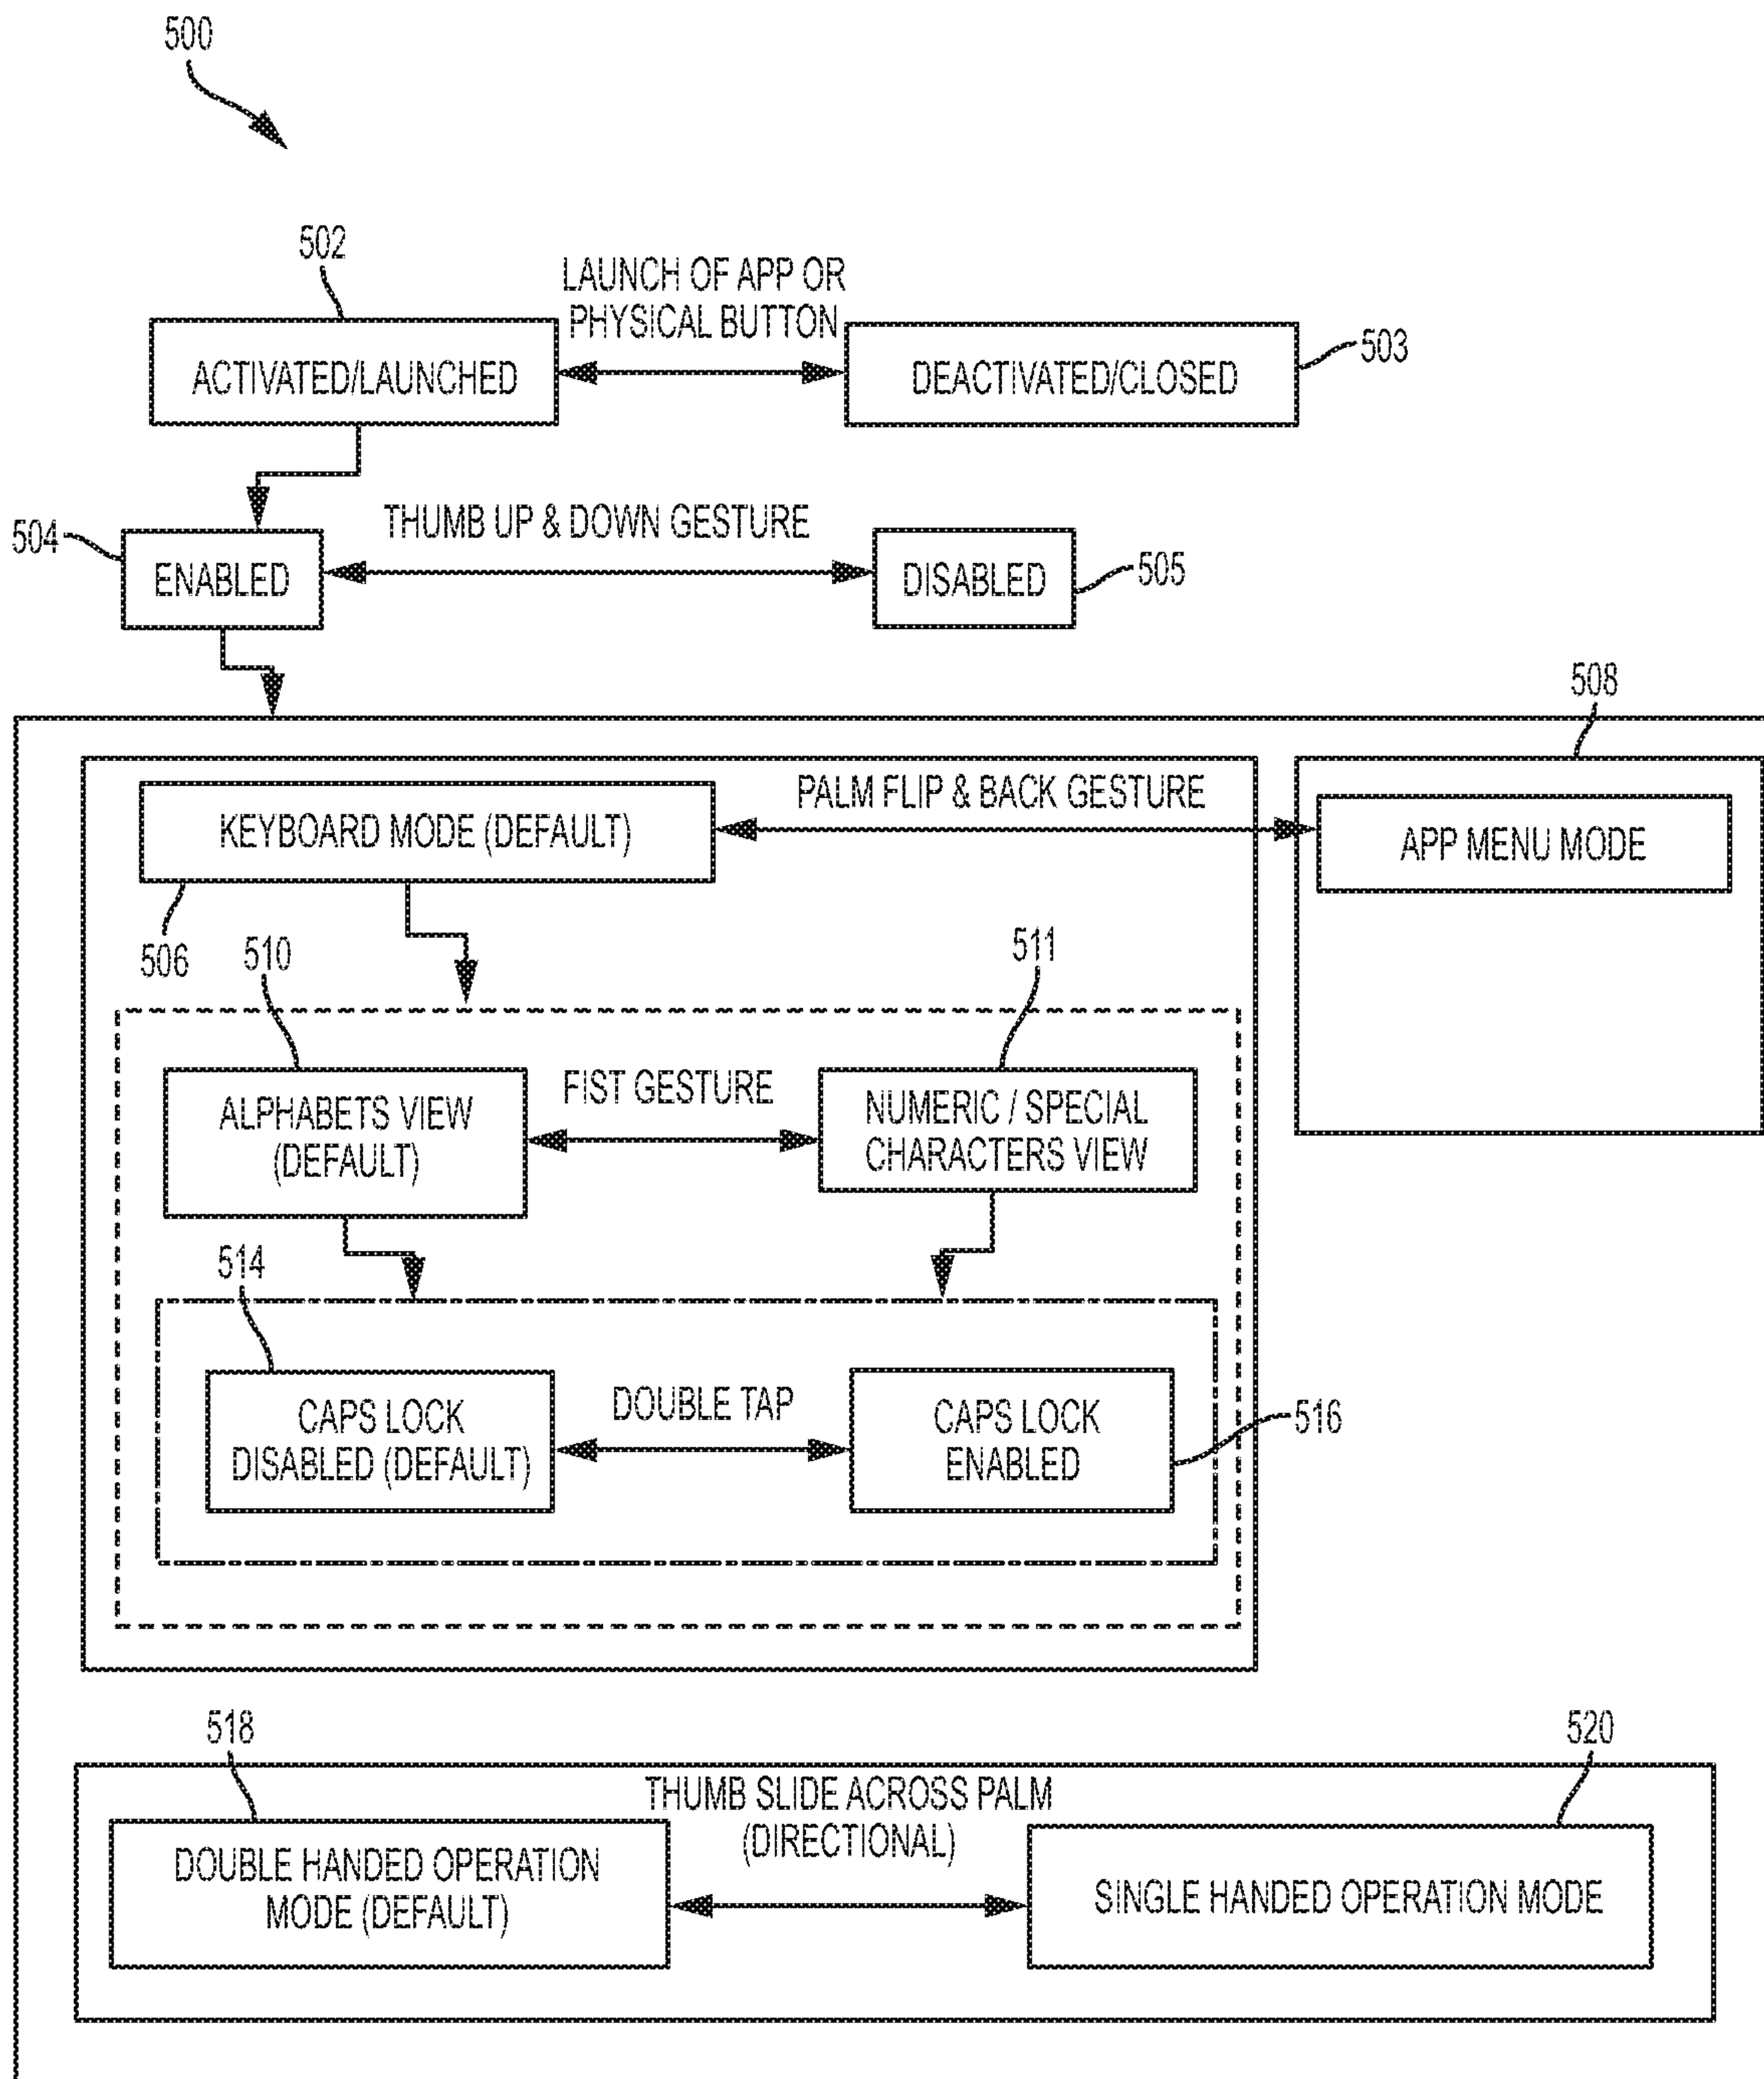 500
502
LAUNCH OF APP OR
PHYSICAL BUTTON
503
ACTIVATED/LAUNCHED
DEACTIVATED/CLOSED
504
THUMB UP & DOWN GESTURE
505
ENABLED
DISABLED
508
PALM FLIP & BACK GESTURE
KEYBOARD MODE (DEFAULT)
APP MENU MODE
506
510
511
ALPHABETS VIEW
(DEFAULT)
FIST GESTURE
NUMERIC / SPECIAL
CHARACTERS VIEW
514
CAPS LOCK
DISABLED (DEFAULT)
DOUBLE TAP
CAPS LOCK
ENABLED
516
518
520
THUMB SLIDE ACROSS PALM
(DIRECTIONAL)
DOUBLE HANDED OPERATION
MODE (DEFAULT)
SINGLE HANDED OPERATION MODE